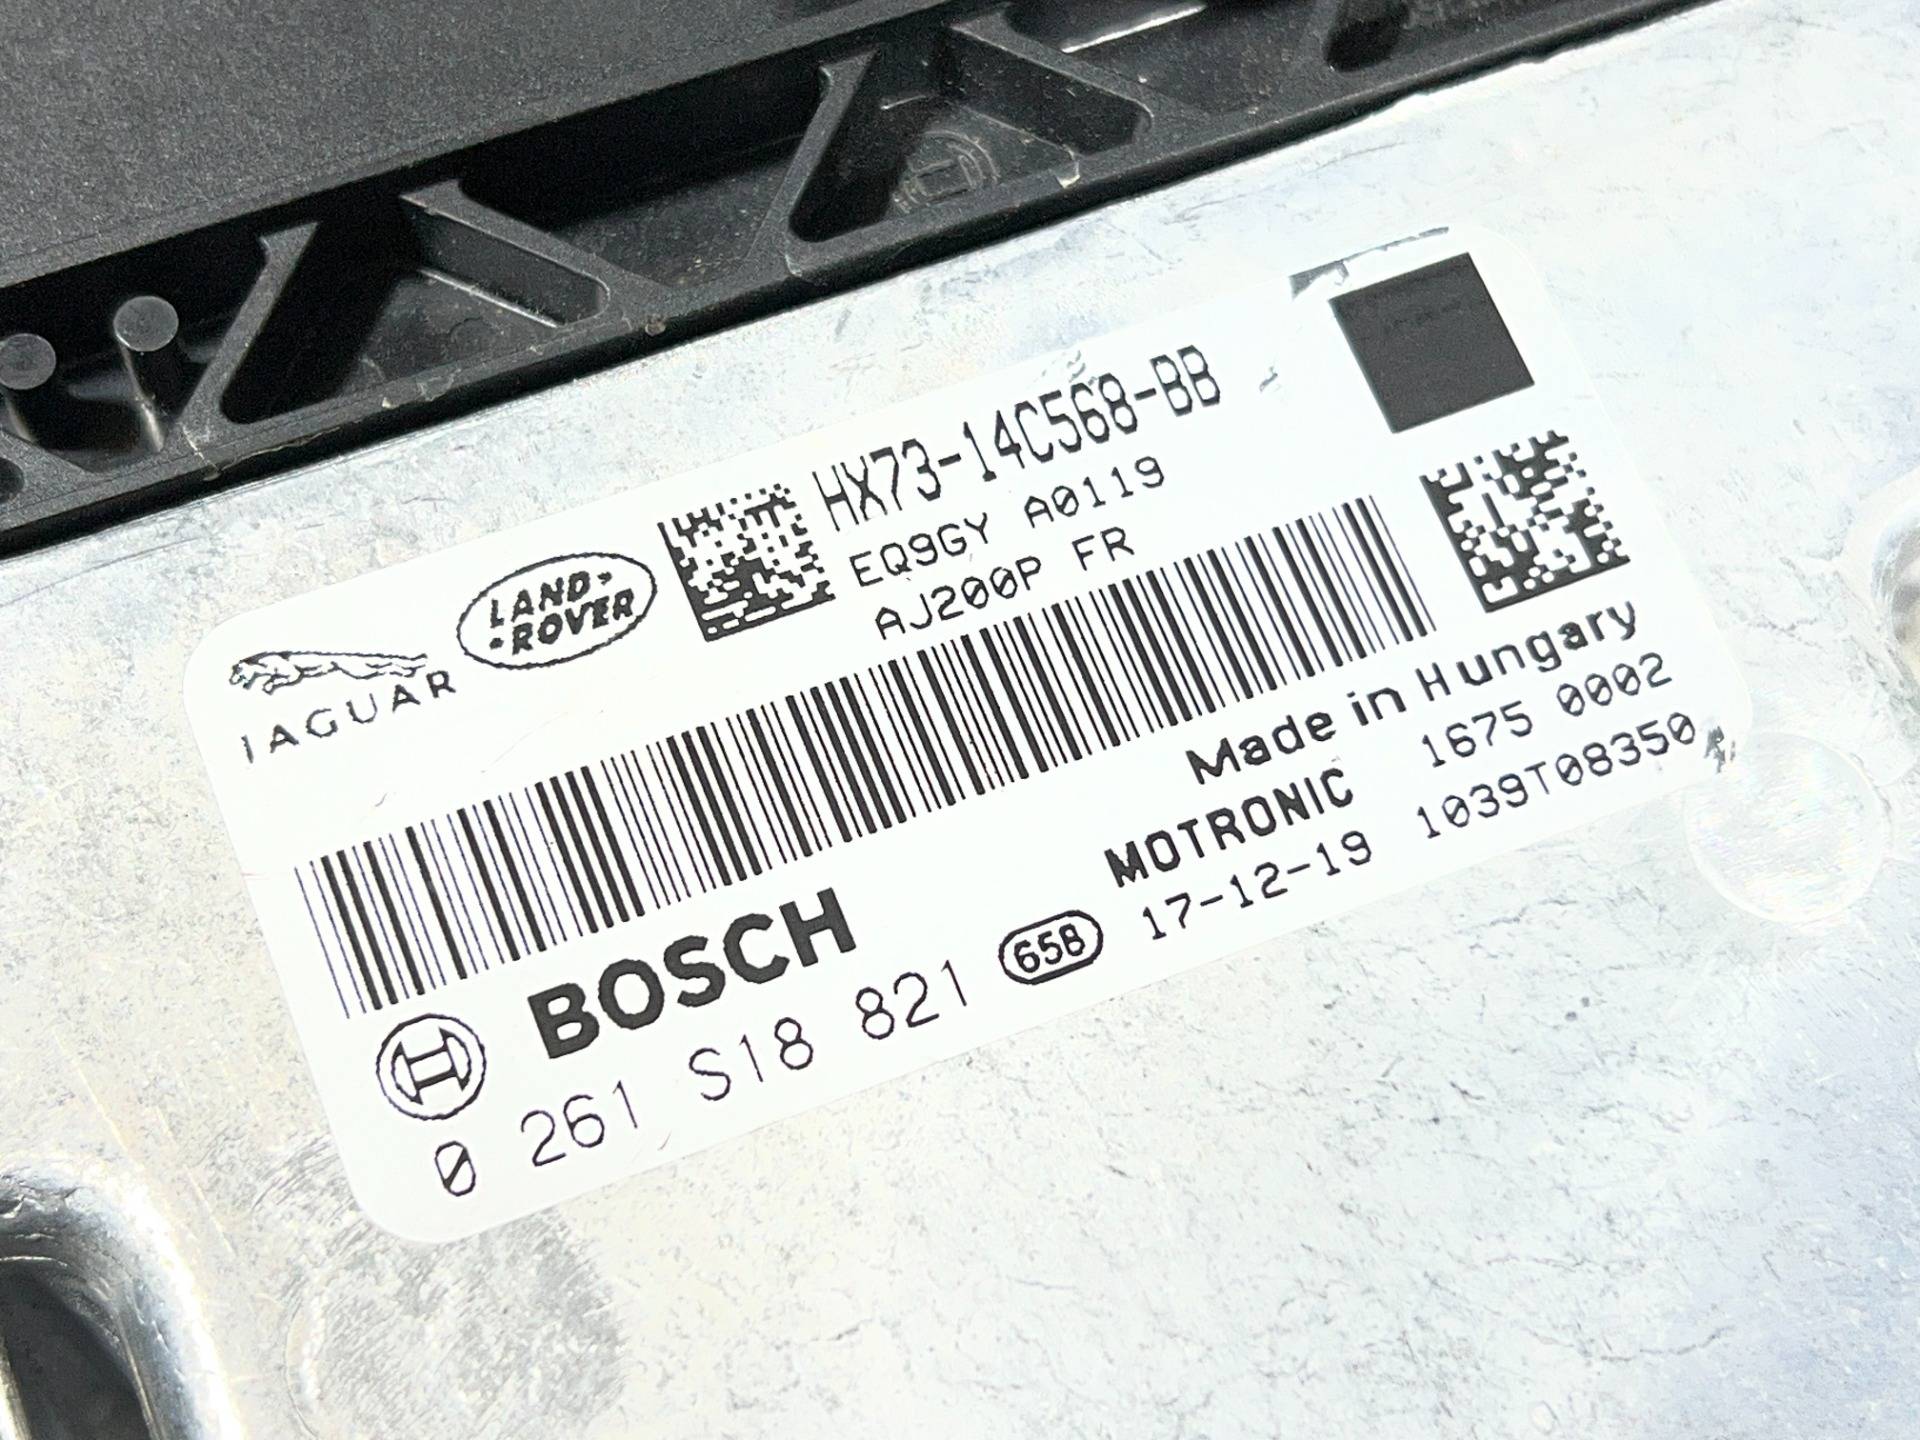 HX73-14C568-BB
EQ9GY A0119
AJ200P FR
LAND ROVER
JAGUAR
Made in Hungary
MOTRONIC 1675 0002
BOSCH
0 261 S18 821 658 17-12-19 1039T08350